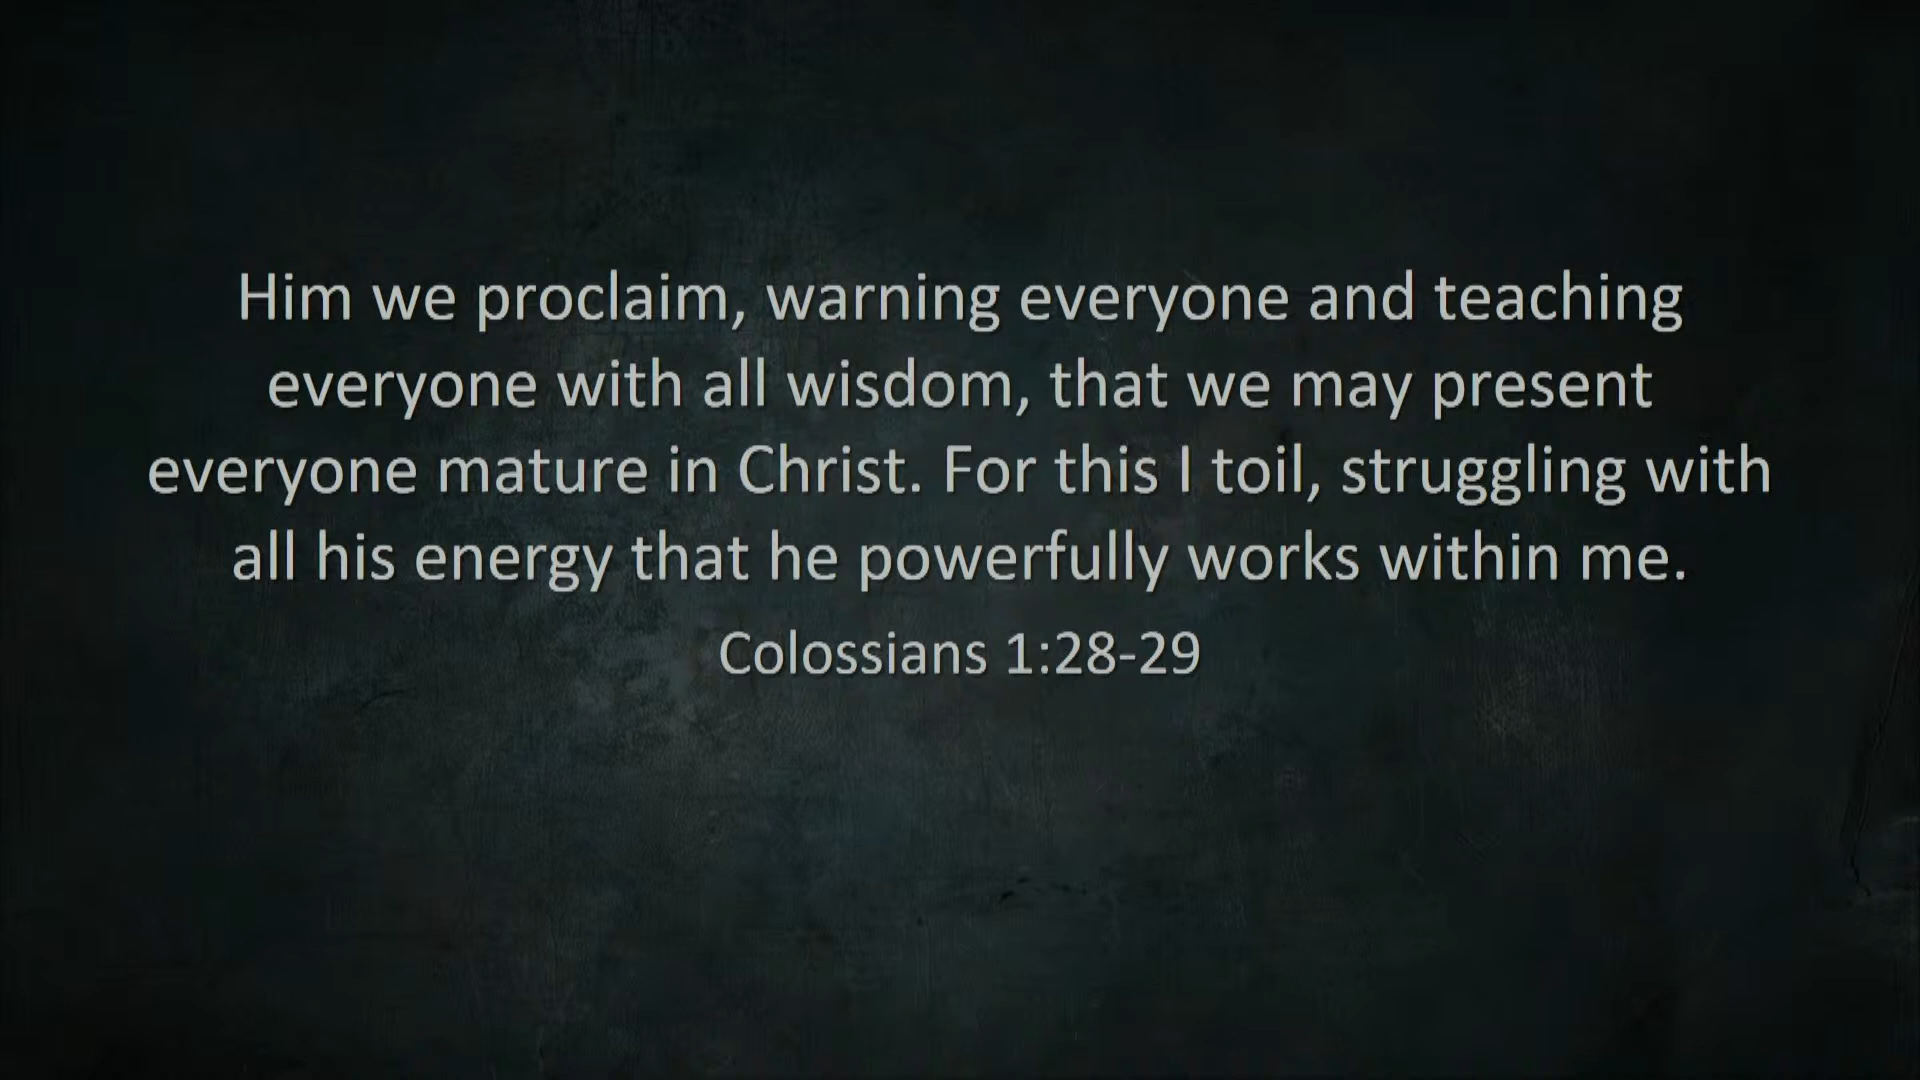 Him we proclaim, warning everyone and teaching
everyone with all wisdom, that we may present
everyone mature in Christ. For this I toil, struggling with
all his energy that he powerfully works within me.
Colossians 1:28-29